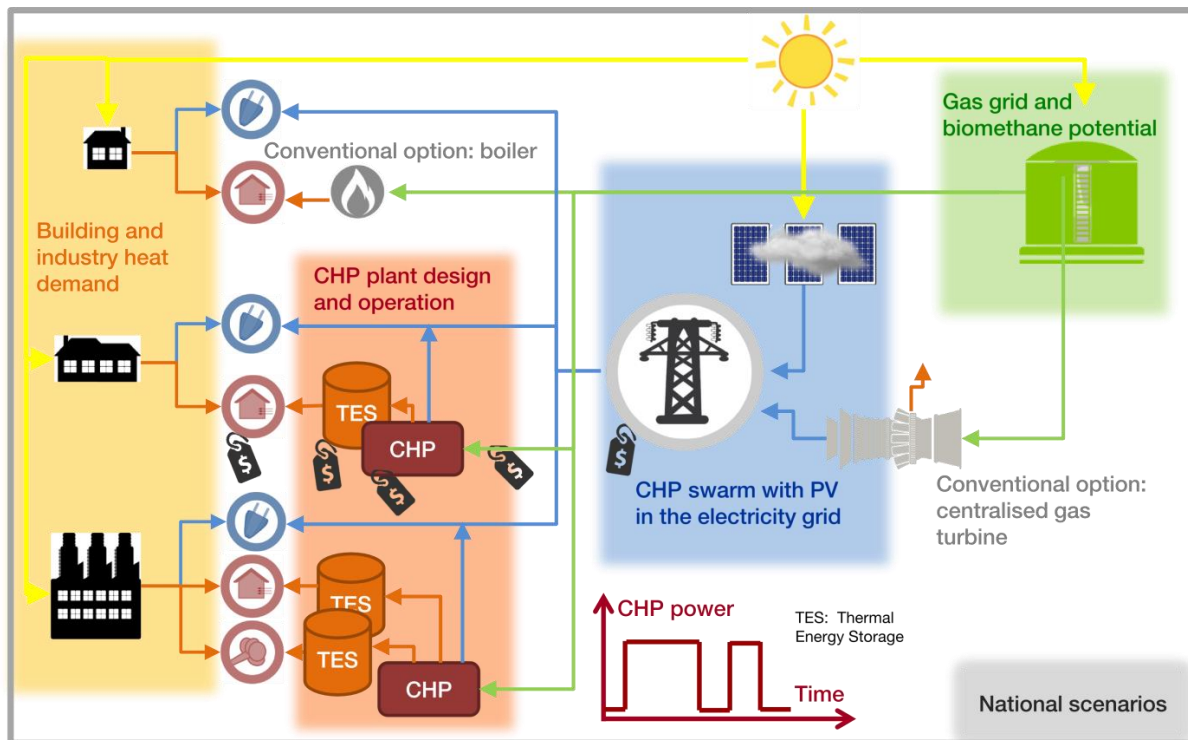 Gas grid and
biomethane potential
Conventional option: boiler
Building and
industry heat
demand
CHP plant design
and operation
TES
CHP
$
$
$
$
$
CHP swarm with PV
in the electricity grid
Conventional option:
centralised gas
turbine
TES
TES
CHP
CHP power
Time
TES: Thermal
Energy Storage
National scenarios